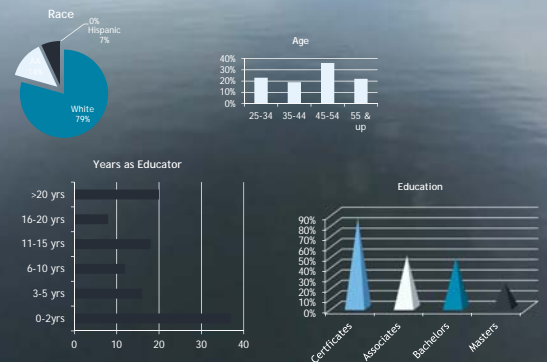 Race
0%
Hispanic
7%
White
79%
Age
40%
30%
20%
10%
0%
25-34 35-44 45-54 55 &
up
Years as Educator
>20 yrs
16-20 yrs
11-15 yrs
6-10 yrs
3-5 yrs
0-2yrs
0 10 20 30 40
Education
90%
80%
70%
60%
50%
40%
30%
20%
10%
0%
Certficates
Associates
Bachelors
Masters